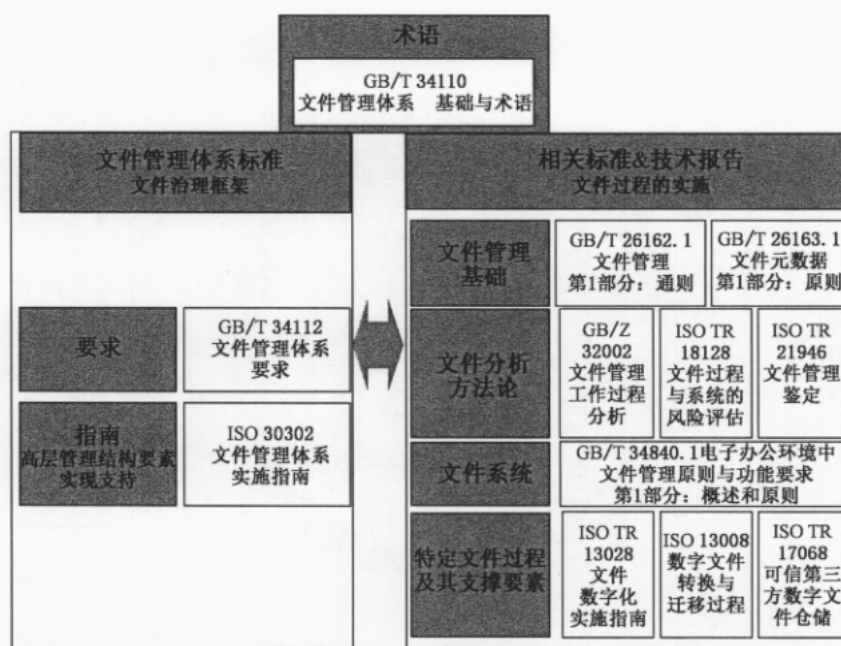 术语
GB/T 34110
文件管理体系 基础与术语
文件管理体系标准
文件治理框架
要求
GB/T 34112
文件管理体系
要求
指南
高层管理结构要素
实现支持
ISO 30302
文件管理体系
实施指南
相关标准&技术报告
文件过程的实施
文件管理
基础
GB/T 26162.1
文件管理
第1部分：通则
GB/T 26163.1
文件元数据
第1部分：原则
文件分析
方法论
GB/Z
32002
文件管理
工作过程
分析
ISO TR
18128
文件过程
与系统的
风险评估
ISO TR
21946
文件管理
鉴定
文件系统
GB/T 34840.1电子办公环境中
文件管理原则与功能要求
第1部分：概述和原则
特定文件过程
及其支撑要素
ISO TR
13028
文件
数字化
实施指南
ISO 13008
数字文件
转换与
迁移过程
ISO TR
17068
可信第三
方数字文
件仓储